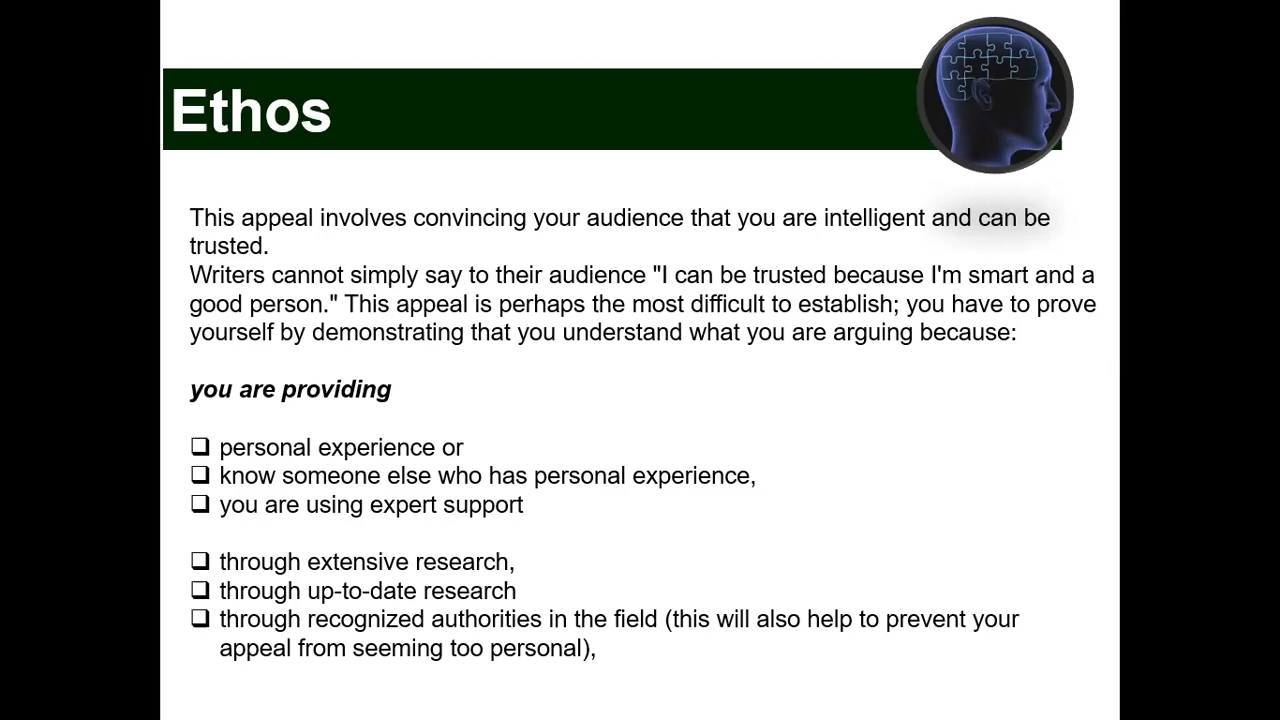 Ethos
This appeal involves convincing your audience that you are intelligent and can be
trusted.
Writers cannot simply say to their audience "I can be trusted because I'm smart and a
good person." This appeal is perhaps the most difficult to establish; you have to prove
yourself by demonstrating that you understand what you are arguing because:
you are providing
❑ personal experience or
❑ know someone else who has personal experience,
❑ you are using expert support
❑ through extensive research,
❑ through up-to-date research
❑ through recognized authorities in the field (this will also help to prevent your
appeal from seeming too personal),